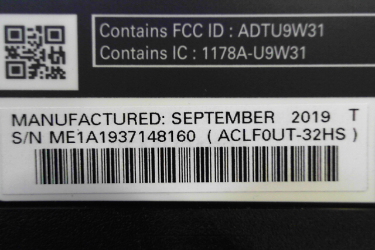 Contains FCC ID : ADTU9W31
Contains IC : 1178A-U9W31
MANUFACTURED: SEPTEMBER 2019 T
S/N ME1A1937148160 ( ACLF0UT-32HS )